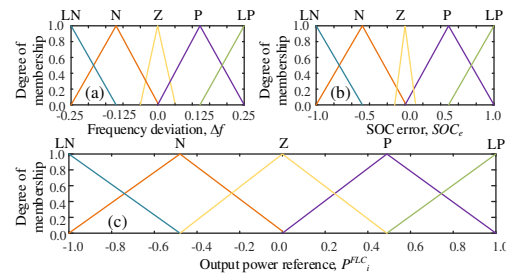 LN N Z P LP
Degree of membership
1.0
0.8
0.6
0.4
0.2
0.0
(a)
-0.25 -0.125 0.0 0.125 0.25
Frequency deviation, Δf
LN N Z P LP
Degree of membership
1.0
0.8
0.6
0.4
0.2
0.0
(b)
-1.0 -0.5 0.0 0.5 1.0
SOC error, SOCe
LN N Z P LP
Degree of membership
1.0
0.8
0.6
0.4
0.2
0.0
(c)
-1.0 -0.8 -0.6 -0.4 -0.2 0.0 0.2 0.4 0.6 0.8 1.0
Output power reference, P^FLC_i